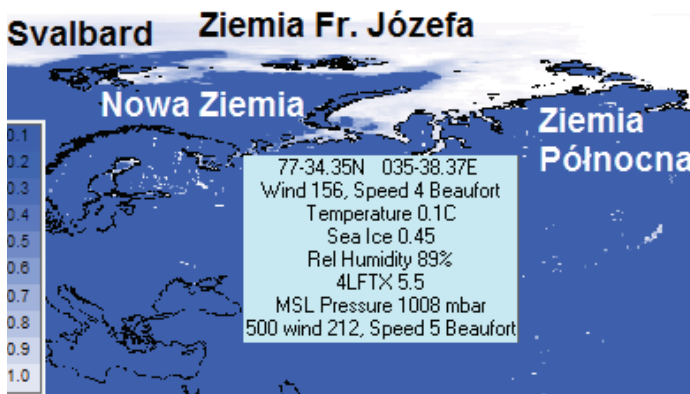 Svalbard
Ziemia Fr. Józefa
Nowa Ziemia
Ziemia
Północna
0.1
0.2
0.3
0.4
0.5
0.6
0.7
0.8
0.9
1.0
77-34.35N 035-38.37E
Wind 156, Speed 4 Beaufort
Temperature 0.1C
Sea Ice 0.45
Rel Humidity 89%
4LFTX 5.5
MSL Pressure 1008 mbar
500 wind 212, Speed 5 Beaufort